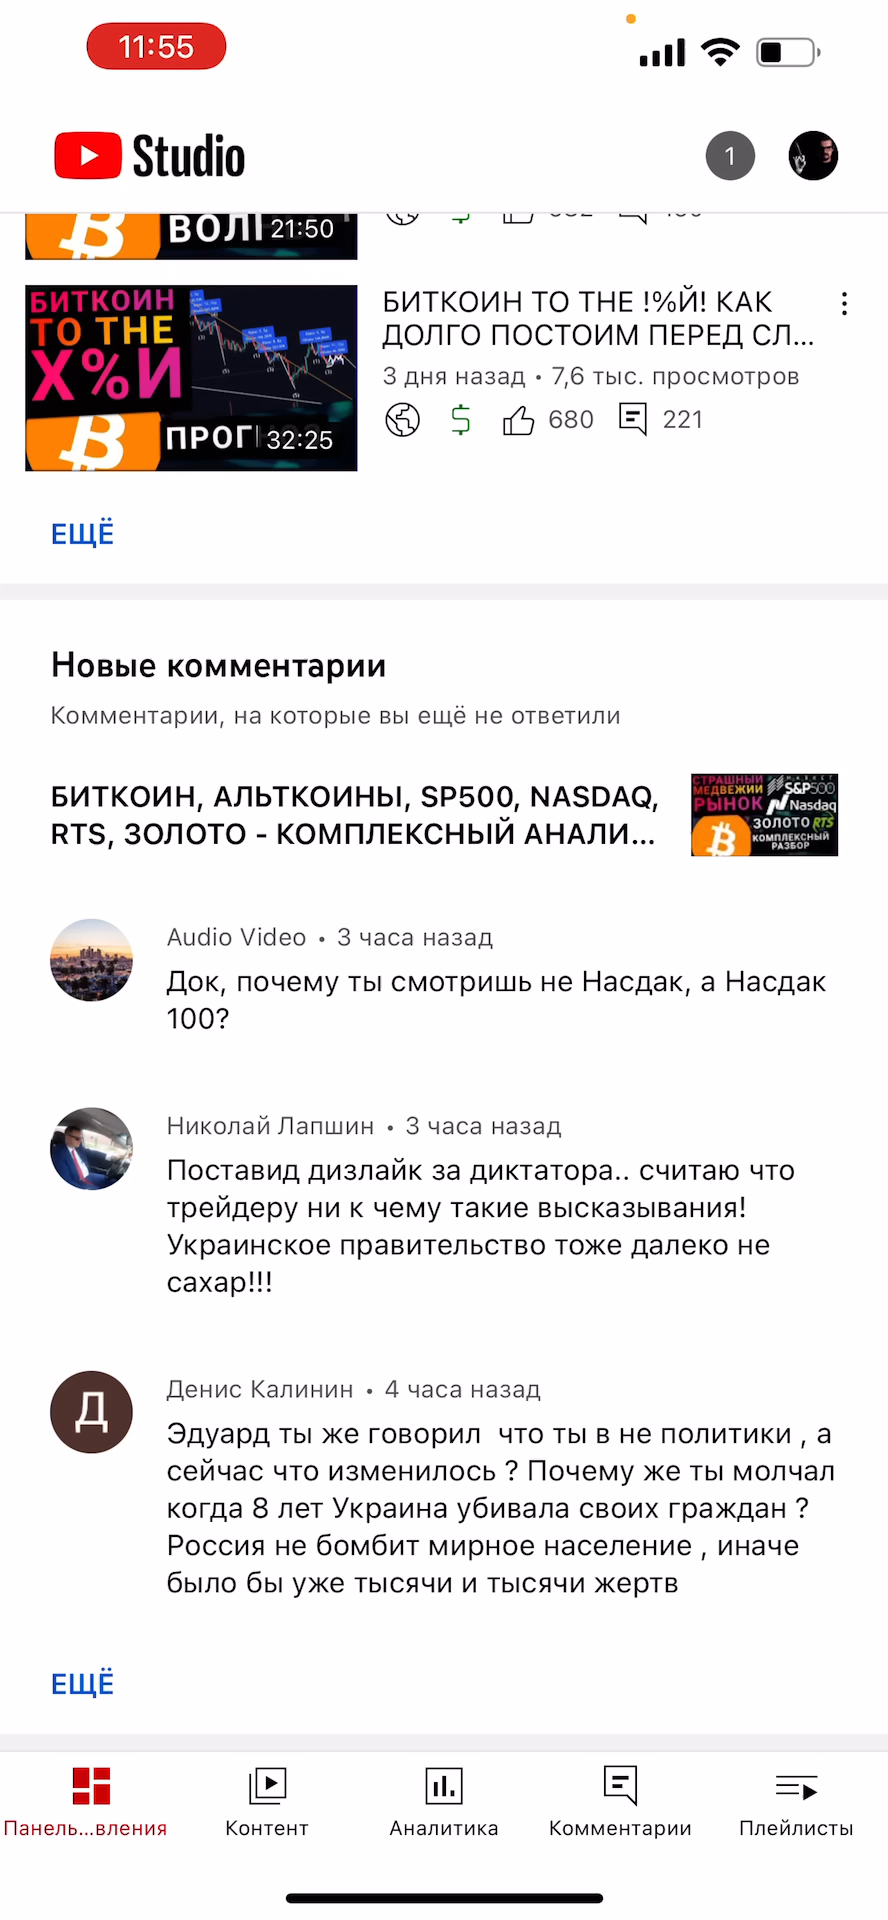 11:55
Studio
1
ВОЛ
21:50
БИТКОИН
TO THE
Х%И
ПРОГ
32:25
БИТКОИН TO THE !%Й! КАК
ДОЛГО ПОСТОИМ ПЕРЕД СЛ...
3 дня назад • 7,6 тыс. просмотров
680
221
ЕЩЁ
Новые комментарии
Комментарии, на которые вы ещё не ответили
БИТКОИН, АЛЬТКОИНЫ, SP500, NASDAQ,
RTS, ЗОЛОТО - КОМПЛЕКСНЫЙ АНАЛИ...
СТРАШНЫЙ
МЕДВЕЖИЙ
РЫНОК
S&P500
Nasdaq
ЗОЛОТО RTS
КОМПЛЕКСНЫЙ
РАЗБОР
Audio Video • 3 часа назад
Док, почему ты смотришь не Насдак, а Насдак
100?
Николай Лапшин • 3 часа назад
Поставид дизлайк за диктатора.. считаю что
трейдеру ни к чему такие высказывания!
Украинское правительство тоже далеко не
сахар!!!
Д
Денис Калинин • 4 часа назад
Эдуард ты же говорил  что ты в не политики , а
сейчас что изменилось ? Почему же ты молчал
когда 8 лет Украина убивала своих граждан ?
Россия не бомбит мирное население , иначе
было бы уже тысячи и тысячи жертв
ЕЩЁ
Панель...вления
Контент
Аналитика
Комментарии
Плейлисты